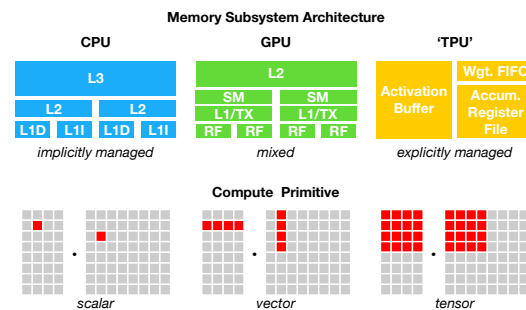 Memory Subsystem Architecture
CPU GPU 'TPU'
L3
L2 L2
L1D L1I L1D L1I
implicitly managed
L2
SM SM
L1/TX L1/TX
RF RF RF RF
mixed
Activation
Buffer
Wgt. FIFO
Accum.
Register
File
explicitly managed
Compute Primitive
scalar vector tensor